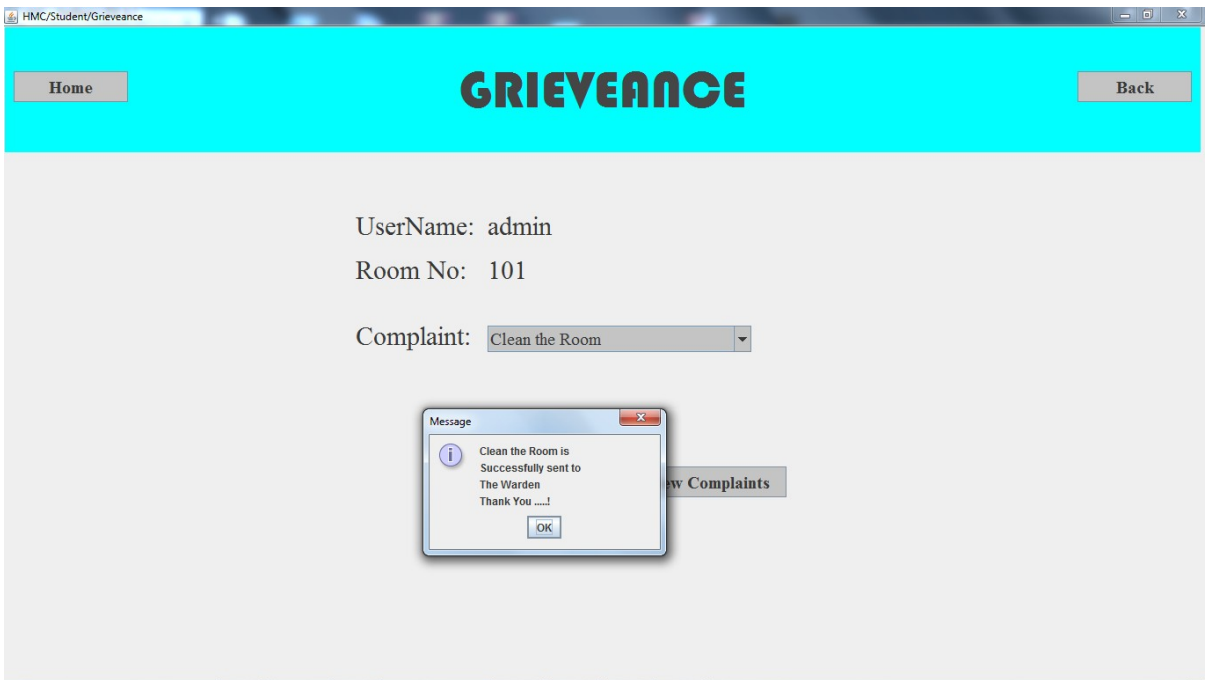 HMC/Student/Grieveance
Home
GRIEVEANCE
Back
UserName: admin
Room No: 101
Complaint: Clean the Room
Message
Clean the Room is
Successfully sent to
The Warden
Thank You .....!
OK
Complaints